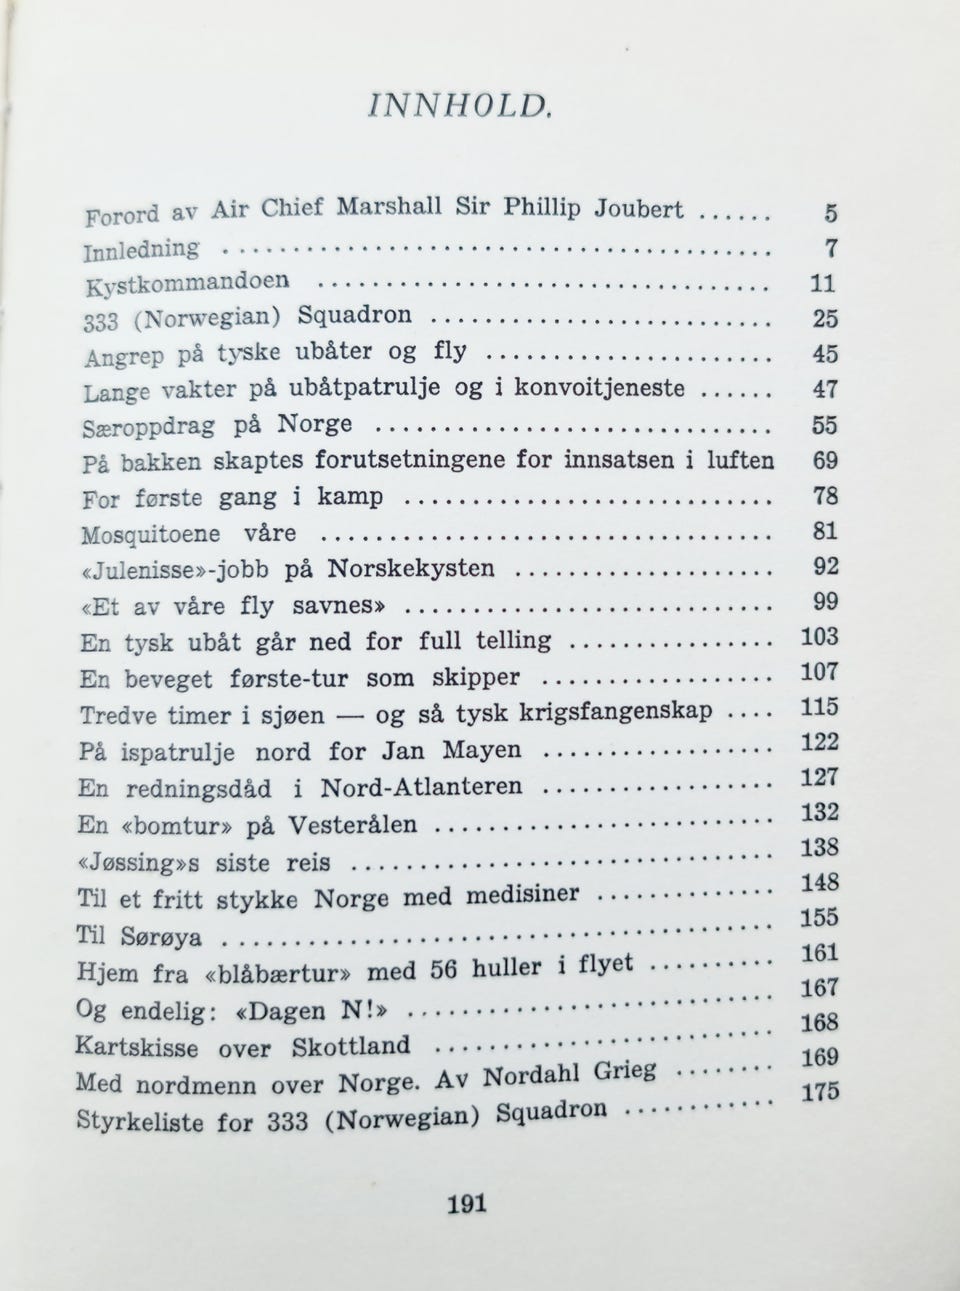 INNHOLD.
Forord av Air Chief Marshall Sir Phillip Joubert ...... 5
Innledning ....................................... 7
Kystkommandoen ................................. 11
333 (Norwegian) Squadron ......................... 25
Angrep på tyske ubåter og fly ..................... 45
Lange vakter på ubåtpatrulje og i konvoitjeneste ...... 47
Særoppdrag på Norge ............................. 55
På bakken skaptes forutsetningene for innsatsen i luften 69
For første gang i kamp ........................... 78
Mosquitoene våre ................................. 81
«Julenisse»-jobb på Norskekysten ................... 92
«Et av våre fly savnes» ........................... 99
En tysk ubåt går ned for full telling ............... 103
En beveget første-tur som skipper ................. 107
Tredve timer i sjøen — og så tysk krigsfangenskap .... 115
På ispatrulje nord for Jan Mayen ................. 122
En redningsdåd i Nord-Atlanteren ................. 127
En «bomtur» på Vesterålen ......................... 132
«Jøssing»s siste reis ............................... 138
Til et fritt stykke Norge med medisiner ............. 148
Til Sørøya ....................................... 155
Hjem fra «blåbærtur» med 56 huller i flyet .......... 161
Og endelig: «Dagen N!» ........................... 167
Kartskisse over Skottland ......................... 168
Med nordmenn over Norge. Av Nordahl Grieg ........ 169
Styrkeliste for 333 (Norwegian) Squadron ............ 175
191